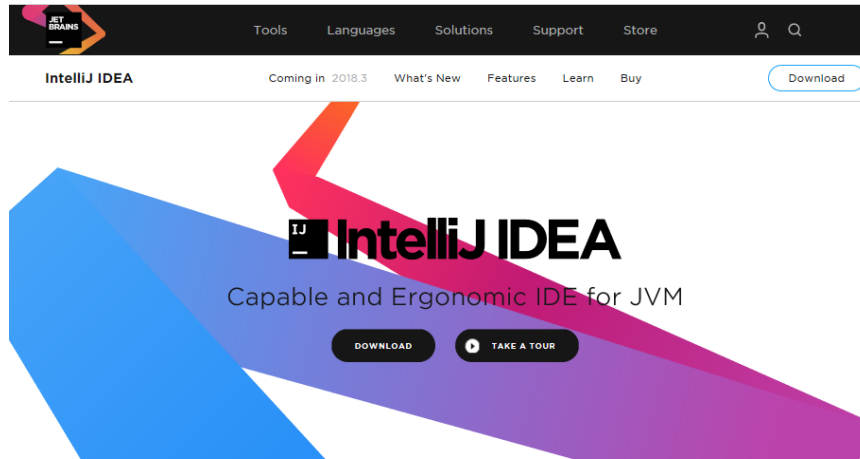 JET
BRAINS
Tools Languages Solutions Support Store
IntelliJ IDEA Coming in 2018.3 What's New Features Learn Buy Download
IJ IntelliJ IDEA
Capable and Ergonomic IDE for JVM
DOWNLOAD TAKE A TOUR